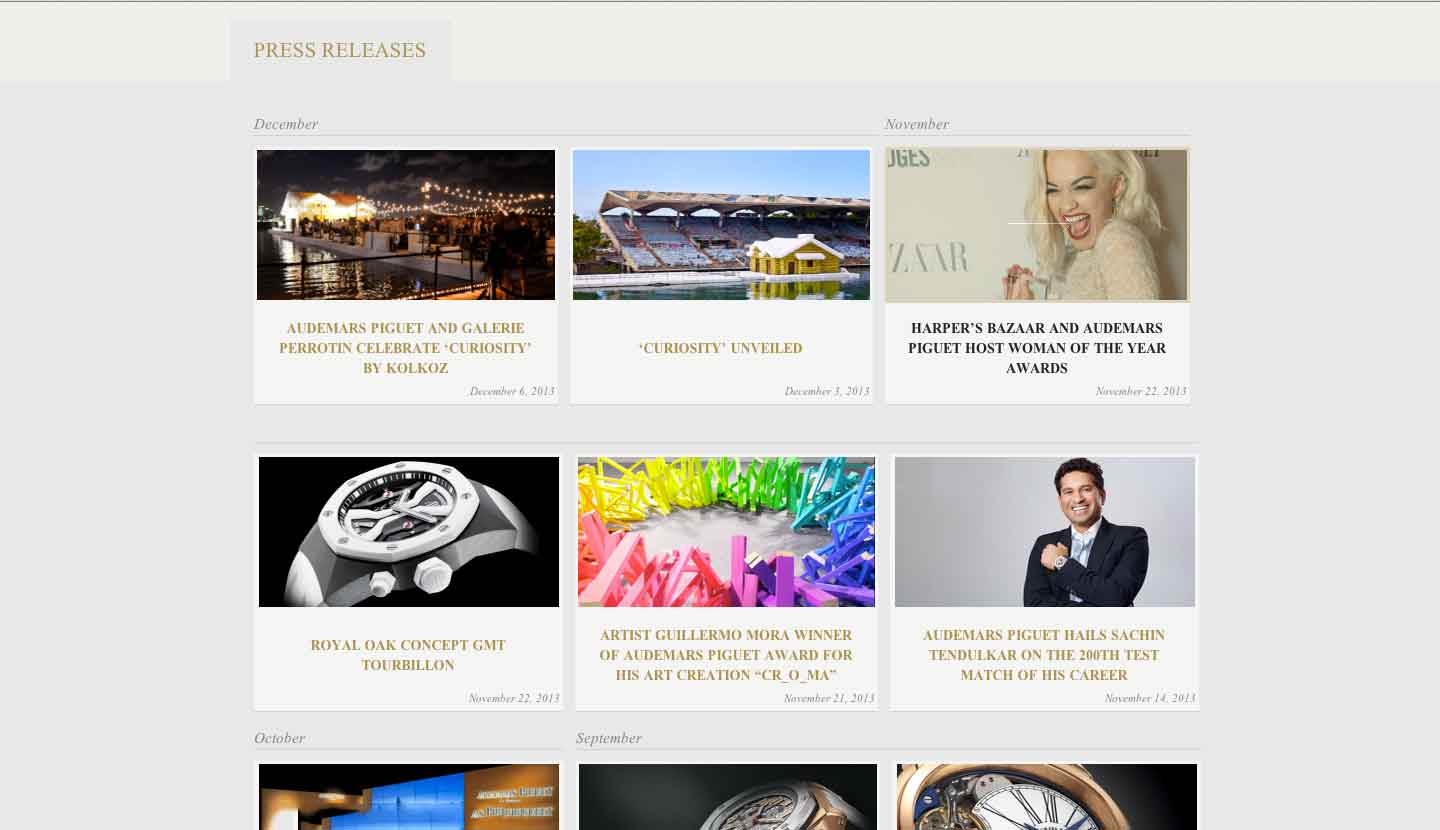 PRESS RELEASES
December
November
ZAAR
AUDEMARS PIGUET AND GALERIE
PERROTIN CELEBRATE ‘CURIOSITY’
BY KOLKOZ
December 6, 2013
‘CURIOSITY’ UNVEILED
December 3, 2013
HARPER’S BAZAAR AND AUDEMARS
PIGUET HOST WOMAN OF THE YEAR
AWARDS
November 22, 2013
ROYAL OAK CONCEPT GMT
TOURBILLON
November 22, 2013
ARTIST GUILLERMO MORA WINNER
OF AUDEMARS PIGUET AWARD FOR
HIS ART CREATION “CR_O_MA”
November 21, 2013
AUDEMARS PIGUET HAILS SACHIN
TENDULKAR ON THE 200TH TEST
MATCH OF HIS CAREER
November 14, 2013
October
September
AUDEMARS PIGUET